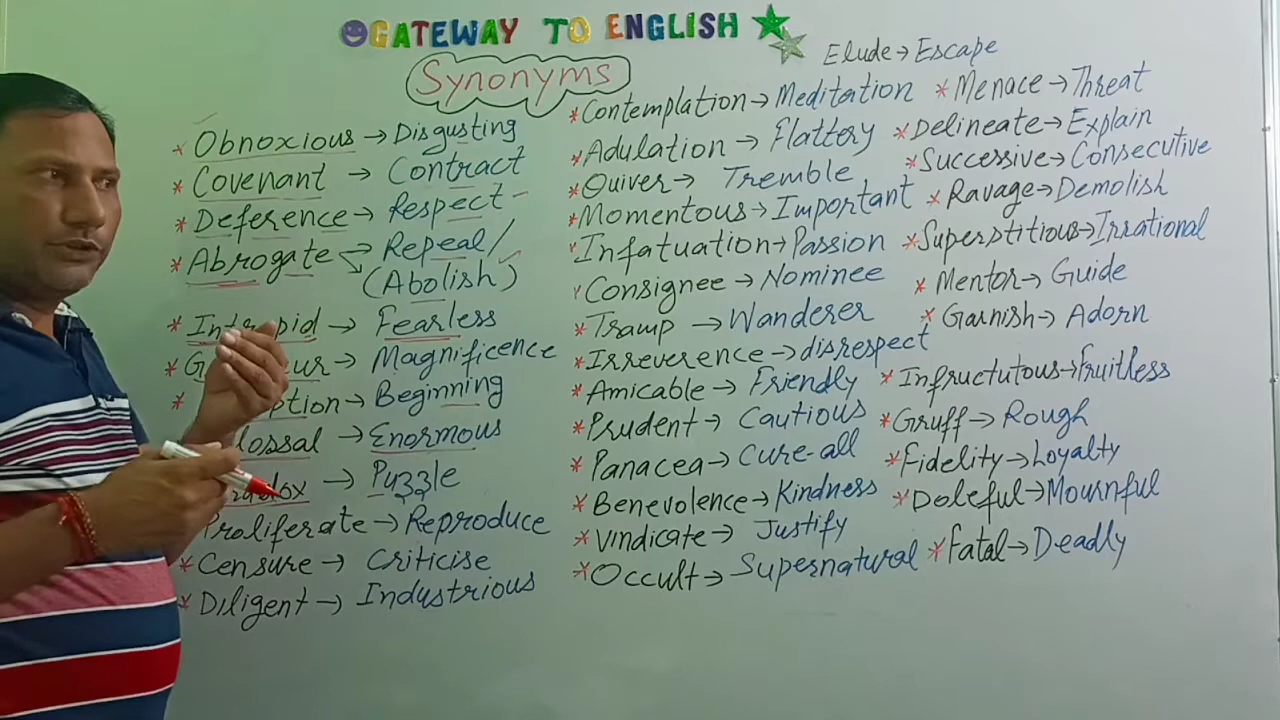 GATEWAY TO ENGLISH
Synonyms
* Obnoxious → Disgusting
* Covenant → Contract
* Deference → Respect
* Abrogate → Repeal/
(Abolish)
* Intrepid → Fearless
* → Magnificence
* → Beginning
→ Enormous
→ Puzzle
Proliferate → Reproduce
* Censure → Criticise
* Diligent → Industrious
* Contemplation → Meditation
* Adulation → Flattery
* Quiver → Tremble
* Momentous → Important
* Infatuation → Passion
* Consignee → Nominee
* Tramp → Wanderer
* Irreverence → disrespect
* Amicable → Friendly
* Prudent → Cautious
* Panacea → Cure-all
* Benevolence → Kindness
* Vindicate → Justify
* Occult → Supernatural
Elude → Escape
* Menace → Threat
* Delineate → Explain
* Successive → Consecutive
* Ravage → Demolish
* Superstitious → Irrational
* Mentor → Guide
* Garnish → Adorn
* Infructutous → Fruitless
* Gruff → Rough
* Fidelity → Loyalty
* Doleful → Mournful
* Fatal → Deadly